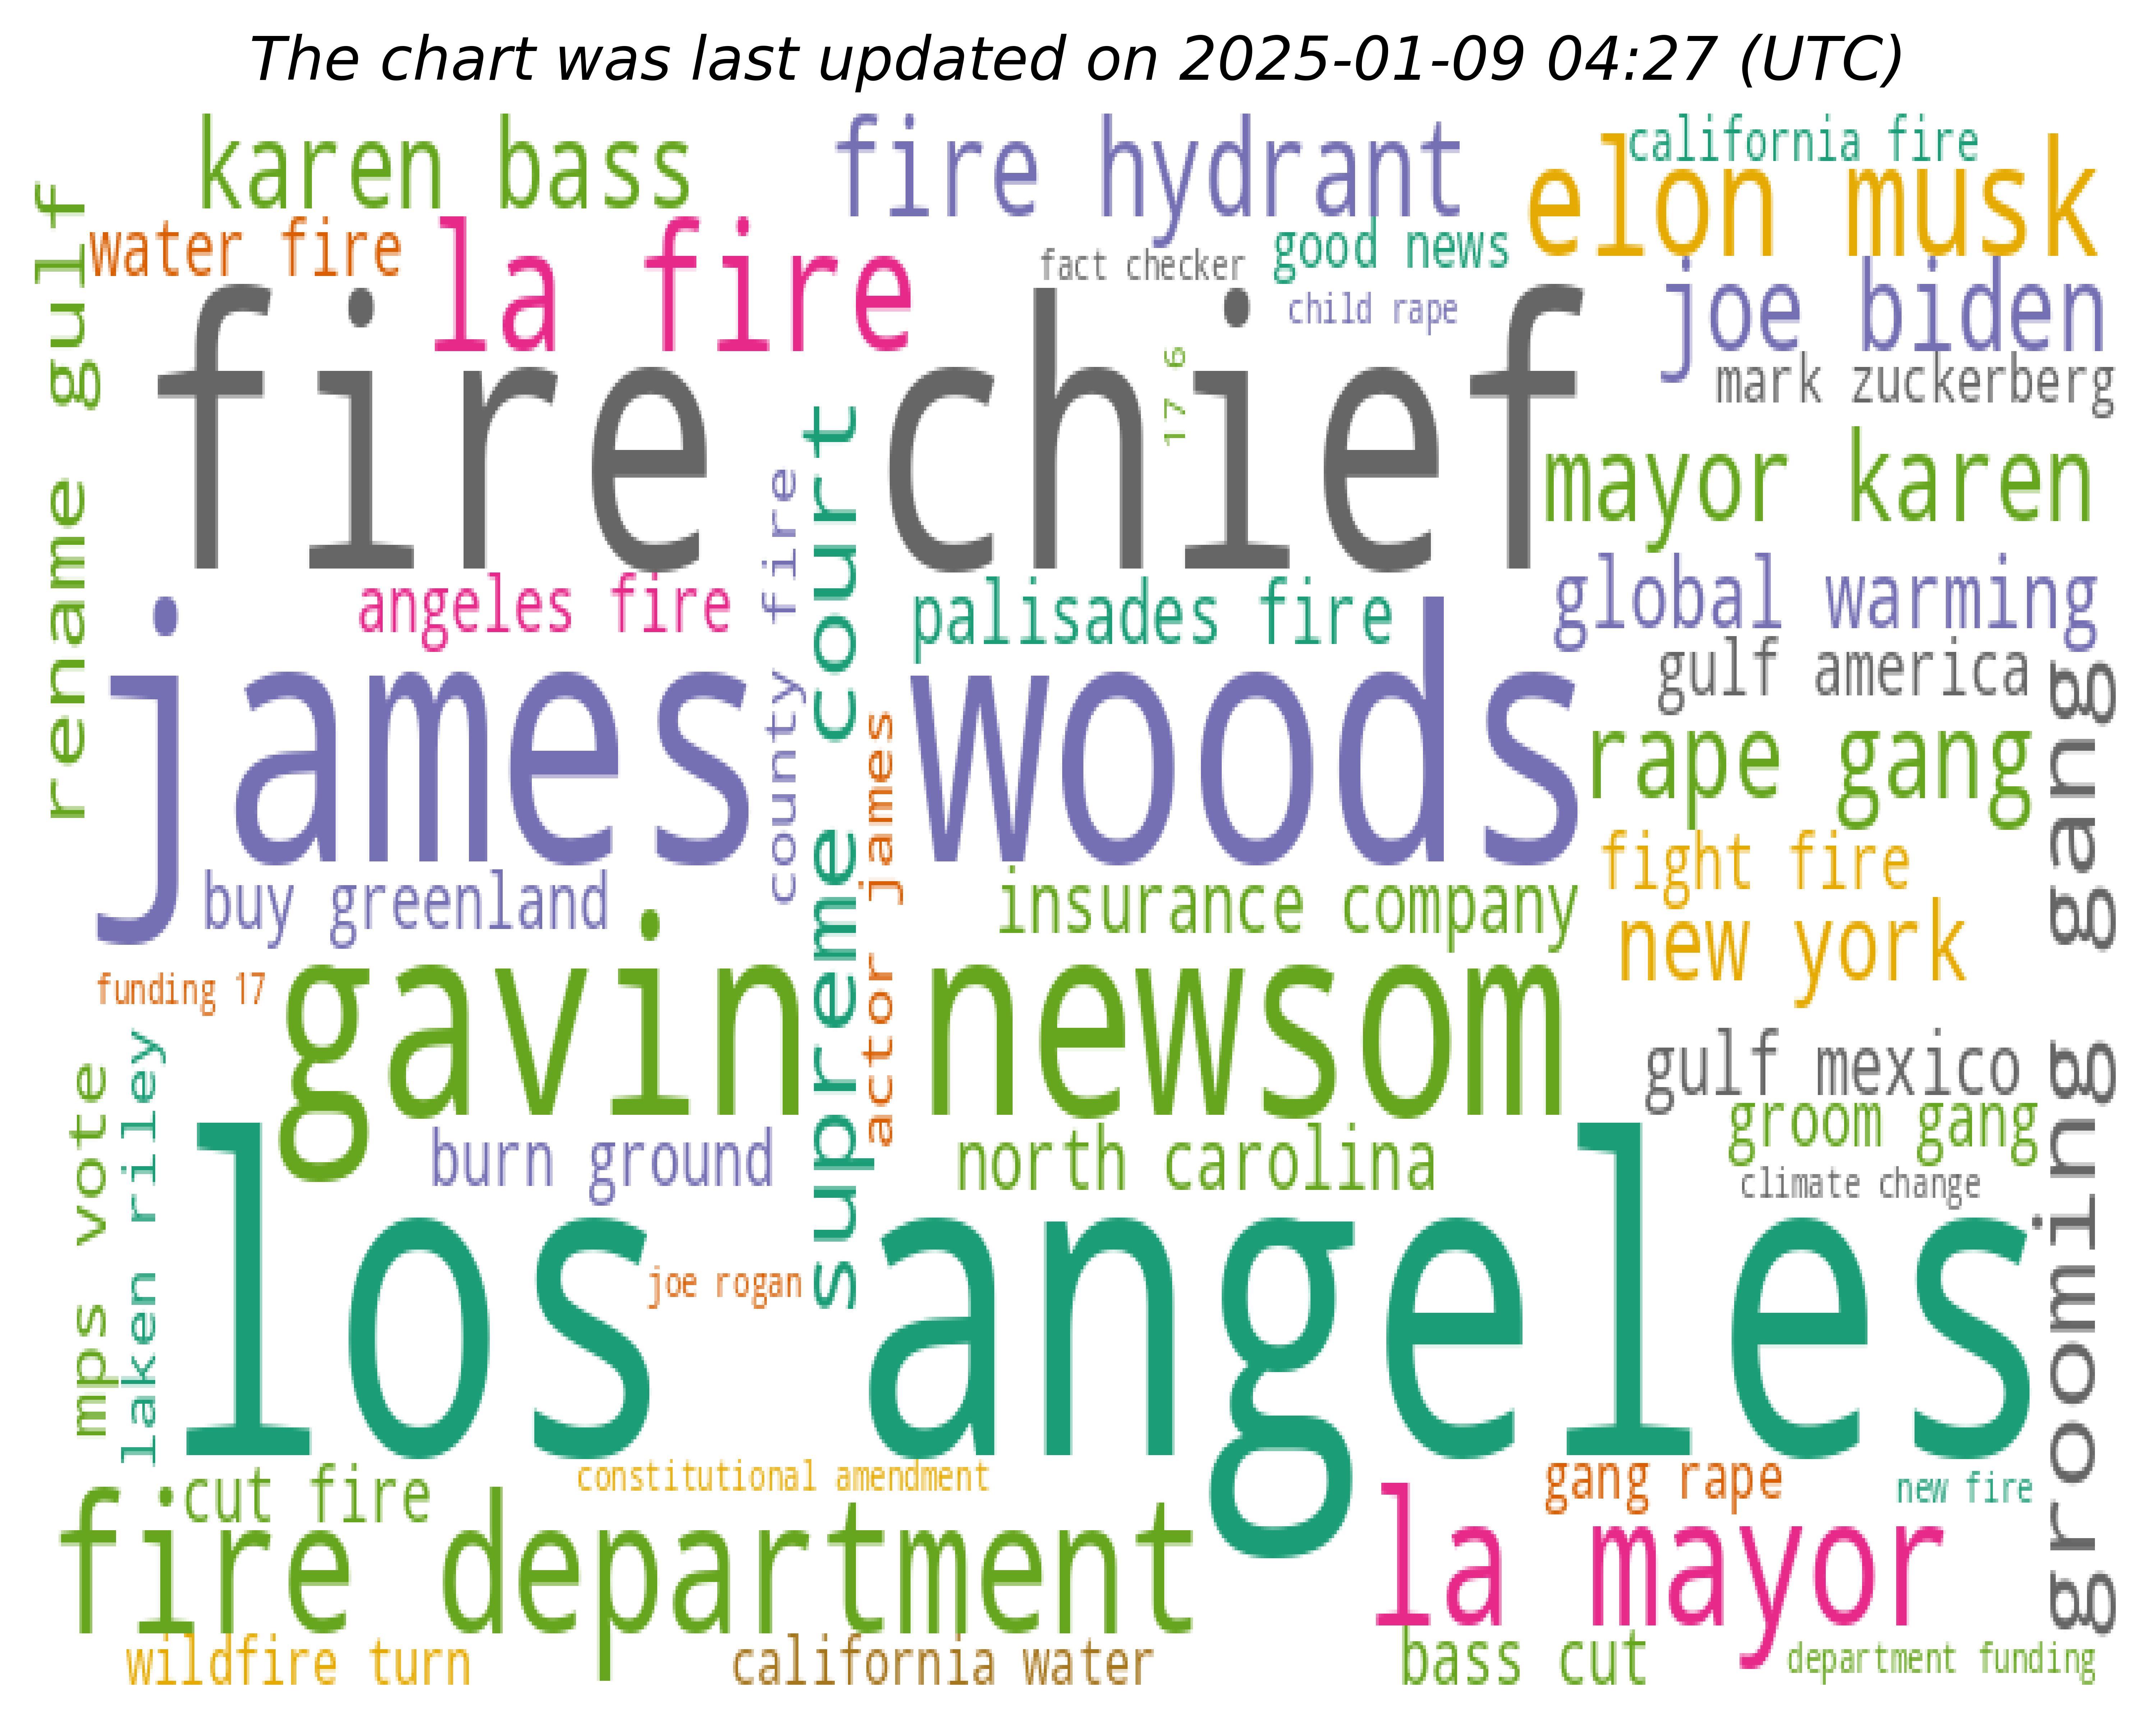 The chart was last updated on 2025-01-09 04:27 (UTC)
karen bass
fire hydrant
california fire
elon musk
water fire
la fire
fact checker
good news
child rape
joe biden
mark zuckerberg
rename gulf
fire chief
17 6
mayor karen
county fire
supreme court
angeles fire
palisades fire
global warming
gulf america
james woods
actor james
rape gang
grooming gang
fight fire
buy greenland
insurance company
new york
funding 17
gavin newsom
gulf mexico
groom gang
mps vote
laken riley
burn ground
north carolina
climate change
los angeles
joe rogan
cut fire
constitutional amendment
gang rape
new fire
fire department
la mayor
wildfire turn
california water
bass cut
department funding